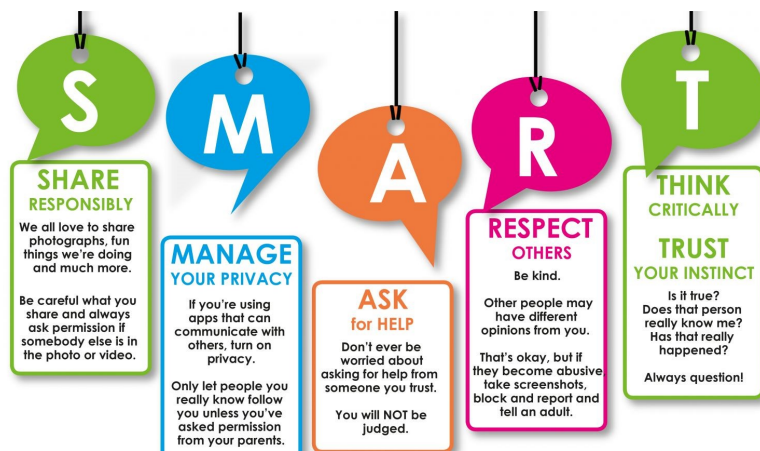 S
SHARE
RESPONSIBLY
We all love to share
photographs, fun
things we're doing
and much more.
Be careful what you
share and always
ask permission if
somebody else is in
the photo or video.
M
MANAGE
YOUR PRIVACY
If you're using
apps that can
communicate with
others, turn on
privacy.
Only let people you
really know follow
you unless you've
asked permission
from your parents.
A
ASK
for HELP
Don't ever be
worried about
asking for help from
someone you trust.
You will NOT be
judged.
R
RESPECT
OTHERS
Be kind.
Other people may
have different
opinions from you.
That's okay, but if
they become abusive,
take screenshots,
block and report and
tell an adult.
T
THINK
CRITICALLY
TRUST
YOUR INSTINCT
Is it true?
Does that person
really know me?
Has that really
happened?
Always question!